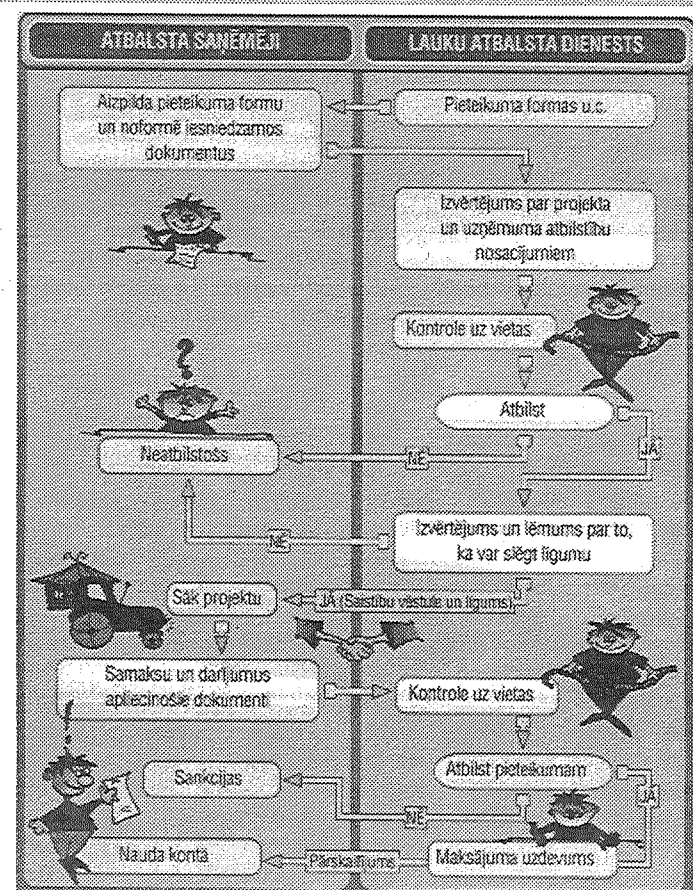 ATBALSTA SAŅĒMĒJI
LAUKU ATBALSTA DIENESTS
Aizpilda pieteikuma formu
un noformē iesniedzamos
dokumentus
Pieteikuma formas u.c.
Izvērtējums par projekta
un uzņēmuma atbilstību
nosacījumiem
Kontrole uz vietas
?
Atbilst
JĀ
NĒ
Neatbilstošs
Izvērtējums un lēmums par to,
ka var slēgt līgumu
NĒ
JĀ (Saistību vēstule un līgums)
Sāk projektu
Samaksu un darījumus
apliecinošie dokumenti
Kontrole uz vietas
!
Atbilst pieteikumam
JĀ
NĒ
Sankcijas
Maksājuma uzdevums
Pārskaitījums
Nauda kontā